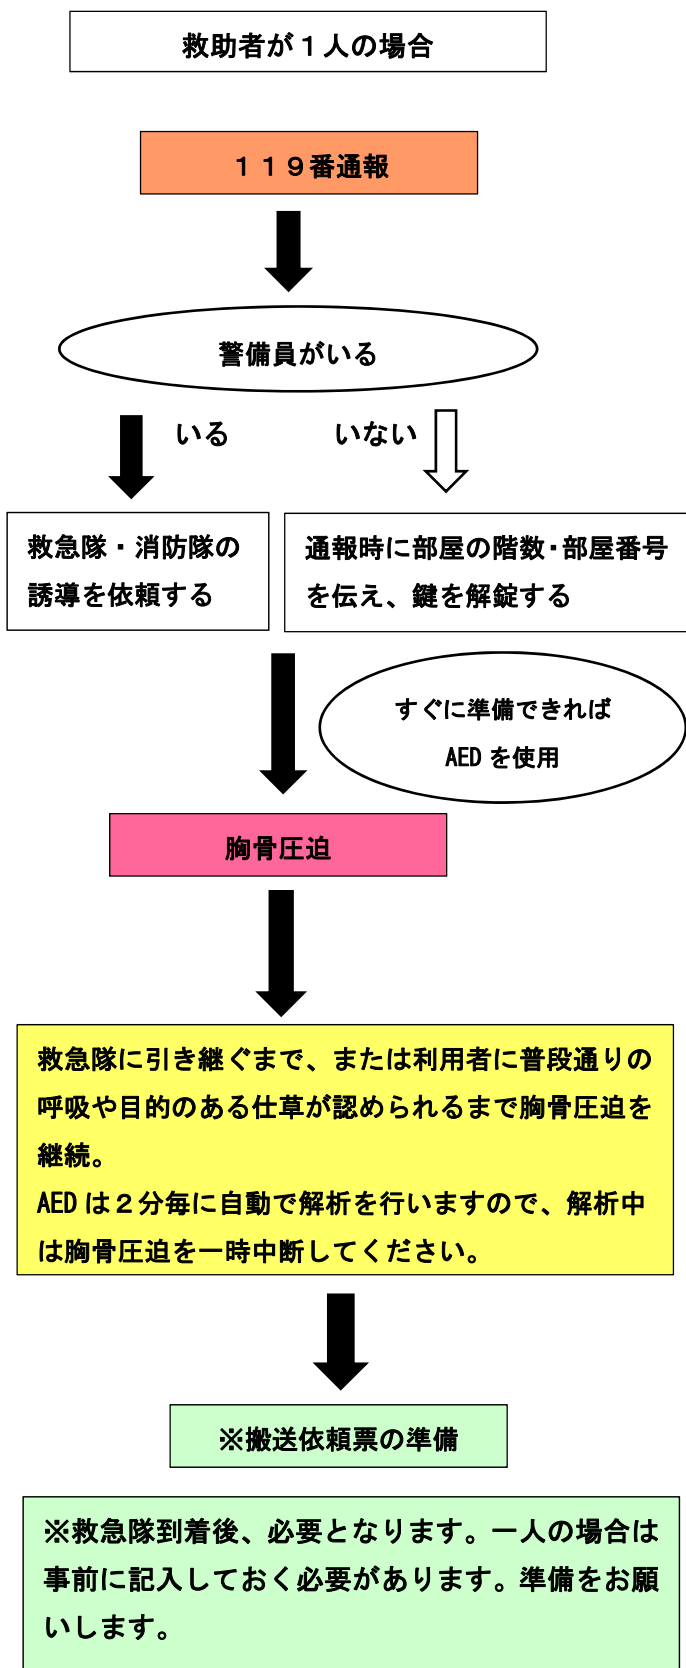 救助者が１人の場合
１１９番通報
警備員がいる
いる
いない
救急隊・消防隊の
誘導を依頼する
通報時に部屋の階数・部屋番号
を伝え、鍵を解錠する
すぐに準備できれば
AED を使用
胸骨圧迫
救急隊に引き継ぐまで、または利用者に普段通りの
呼吸や目的のある仕草が認められるまで胸骨圧迫を
継続。
AED は２分毎に自動で解析を行いますので、解析中
は胸骨圧迫を一時中断してください。
※搬送依頼票の準備
※救急隊到着後、必要となります。一人の場合は
事前に記入しておく必要があります。準備をお願
いします。